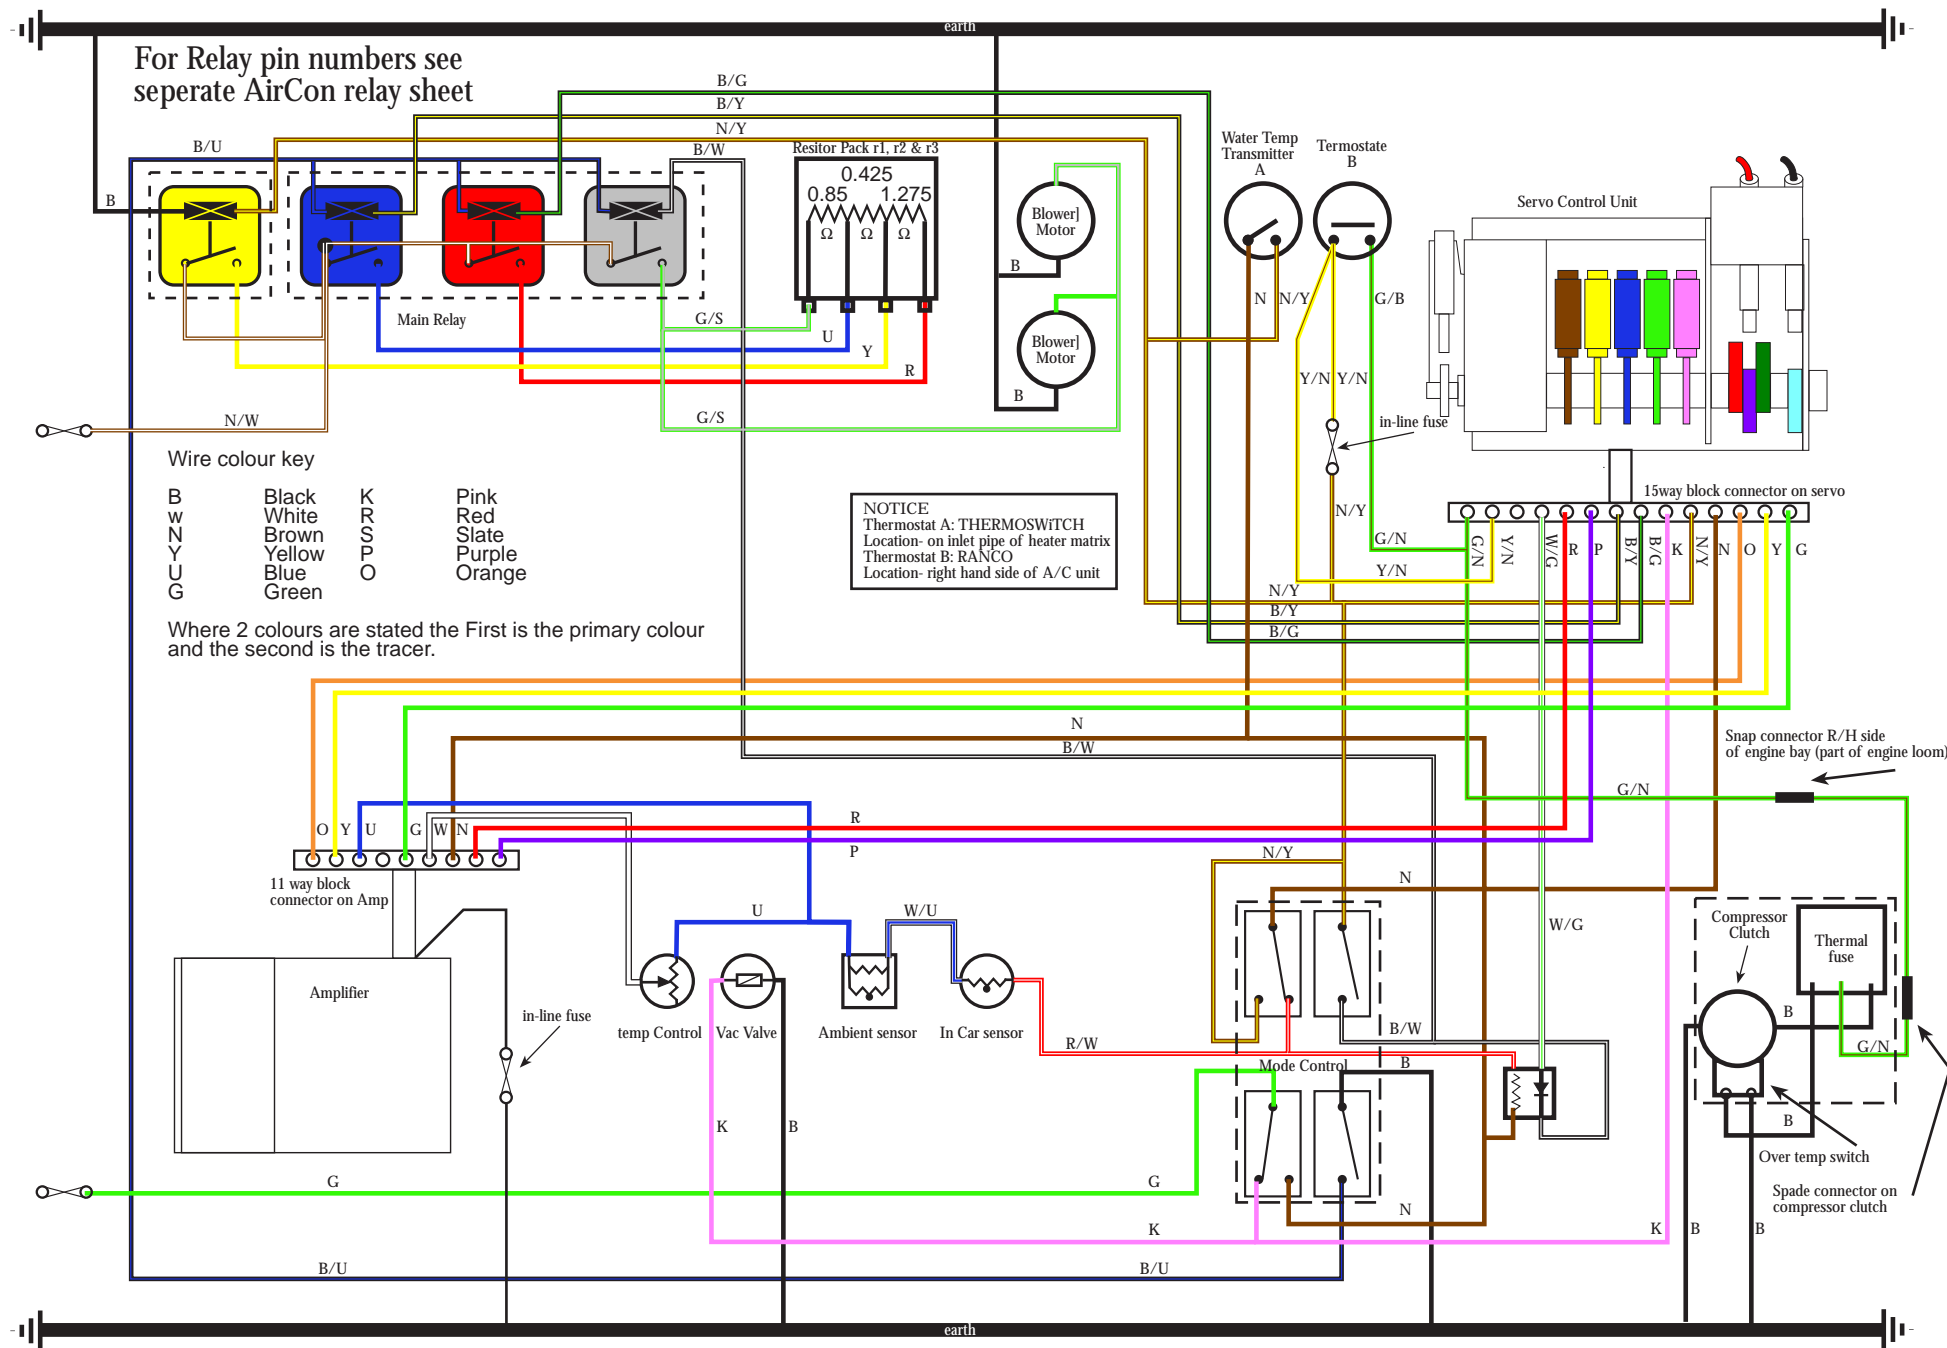 earth
For Relay pin numbers see
seperate AirCon relay sheet
B/G
B/Y
N/Y
B/U
B/W
B
Resitor Pack r1, r2 & r3
0.425
0.85 1.275
Ω Ω Ω
Blower]
Motor
B
Blower]
Motor
B
Water Temp
Transmitter
A
Termostate
B
Servo Control Unit
N
N/Y
G/B
Main Relay
G/S
U
Y
R
G/S
N/W
Y/N
Y/N
in-line fuse
N/Y
G/N
Y/N
N/Y
B/Y
B/G
15way block connector on servo
G/N
Y/N
W/G
R
P
B/Y
B/G
K
N/Y
N
O
Y
G
Wire colour key
B Black K Pink
w White R Red
N Brown S Slate
Y Yellow P Purple
U Blue O Orange
G Green
Where 2 colours are stated the First is the primary colour
and the second is the tracer.
NOTICE
Thermostat A: THERMOSWiTCH
Location- on inlet pipe of heater matrix
Thermostat B: RANCO
Location- right hand side of A/C unit
N
B/W
Snap connector R/H side
of engine bay (part of engine loom)
G/N
R
P
O Y U G W N
11 way block
connector on Amp
Amplifier
in-line fuse
U
W/U
temp Control
Vac Valve
Ambient sensor
In Car sensor
R/W
N/Y
N
W/G
B/W
Mode Control
B
Compressor
Clutch
Thermal
fuse
B
G/N
B
Over temp switch
Spade connector on
compressor clutch
K
B
G
G
N
K
K
B
B
B/U
B/U
earth